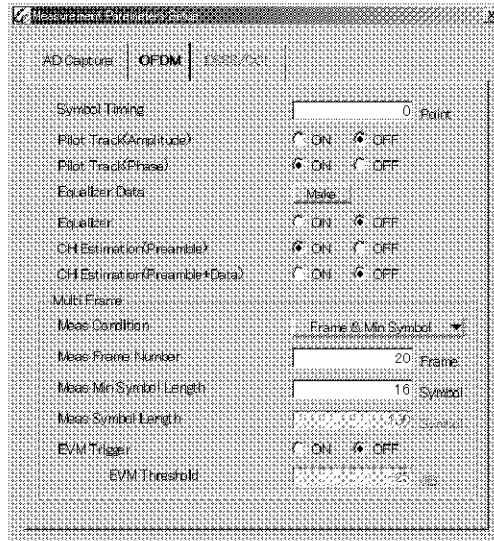 Measurement Parameters Setup
AD Capture OFDM DSSS/CCK
Symbol Timing 0 Point
Pilot Track(Amplitude) ON OFF
Pilot Track(Phase) ON OFF
Equalizer Data Make
Equalizer ON OFF
CH Estimation(Preamble) ON OFF
CH Estimation(Preamble+Data) ON OFF
Multi Frame
Meas Condition Frame & Min Symbol
Meas Frame Number 20 Frame
Meas Min Symbol Length 16 Symbol
Meas Symbol Length Symbol
EVM Trigger ON OFF
EVM Threshold